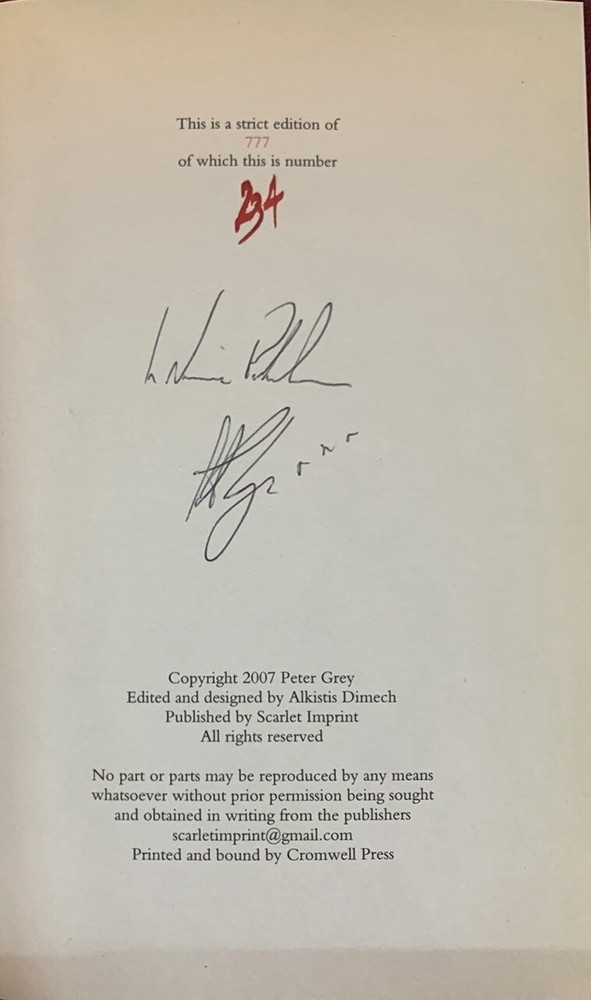 This is a strict edition of
777
of which this is number
234
Copyright 2007 Peter Grey
Edited and designed by Alkistis Dimech
Published by Scarlet Imprint
All rights reserved
No part or parts may be reproduced by any means
whatsoever without prior permission being sought
and obtained in writing from the publishers
scarletimprint@gmail.com
Printed and bound by Cromwell Press